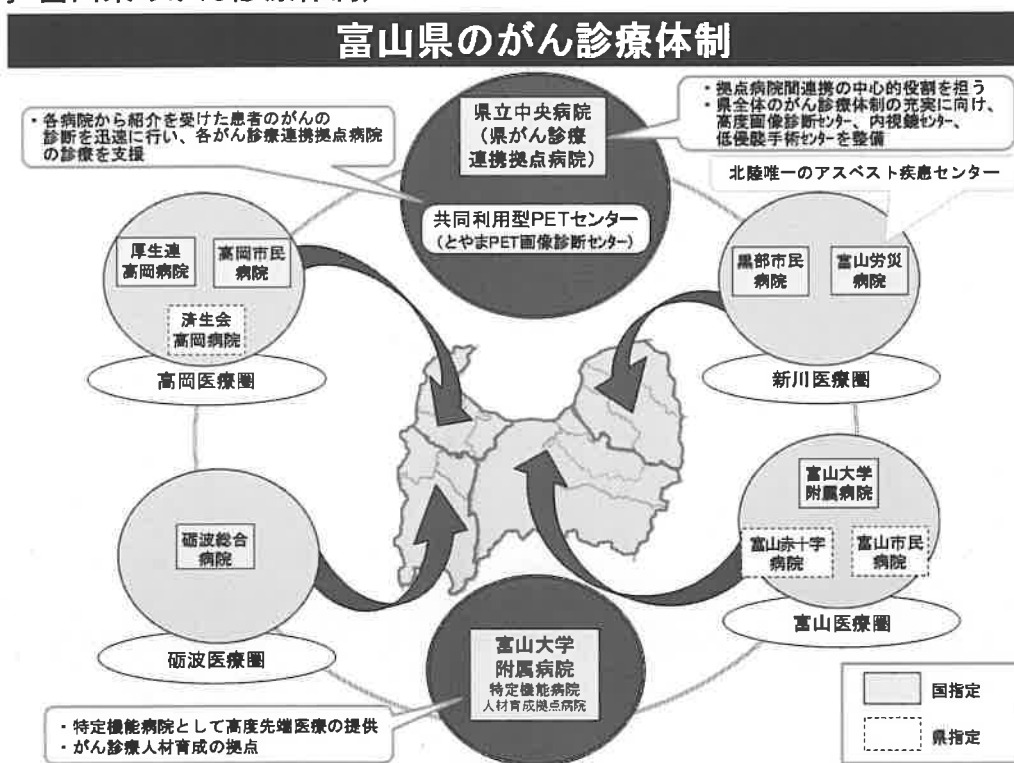 富山県のがん診療体制
・各病院から紹介を受けた患者のがんの
診断を迅速に行い、各がん診療連携拠点病院
の診療を支援
県立中央病院
(県がん診療
連携拠点病院)
・拠点病院間連携の中心的役割を担う
・県全体のがん診療体制の充実に向け、
高度画像診断センター、内視鏡センター、
低侵襲手術センターを整備
北陸唯一のアスベスト疾患センター
共同利用型PETセンター
(とやまPET画像診断センター)
厚生連
高岡病院
高岡市民
病院
済生会
高岡病院
高岡医療圏
黒部市民
病院
富山労災
病院
新川医療圏
砺波総合
病院
砺波医療圏
富山大学
附属病院
富山赤十字
病院
富山市民
病院
富山医療圏
富山大学
附属病院
特定機能病院
人材育成拠点病院
・特定機能病院として高度先端医療の提供
・がん診療人材育成の拠点
国指定
県指定